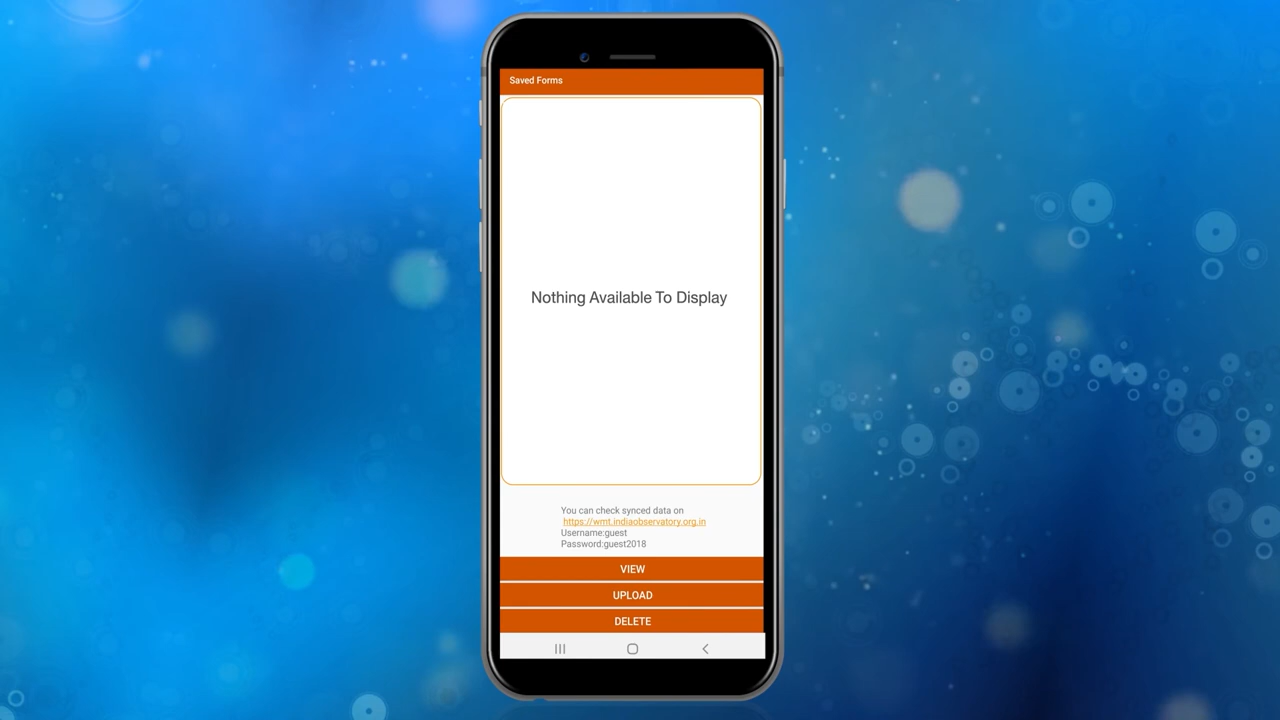 Saved Forms
Nothing Available To Display
You can check synced data on
https://wmt.indiaobservatory.org.in
Username:guest
Password:guest2018
VIEW
UPLOAD
DELETE